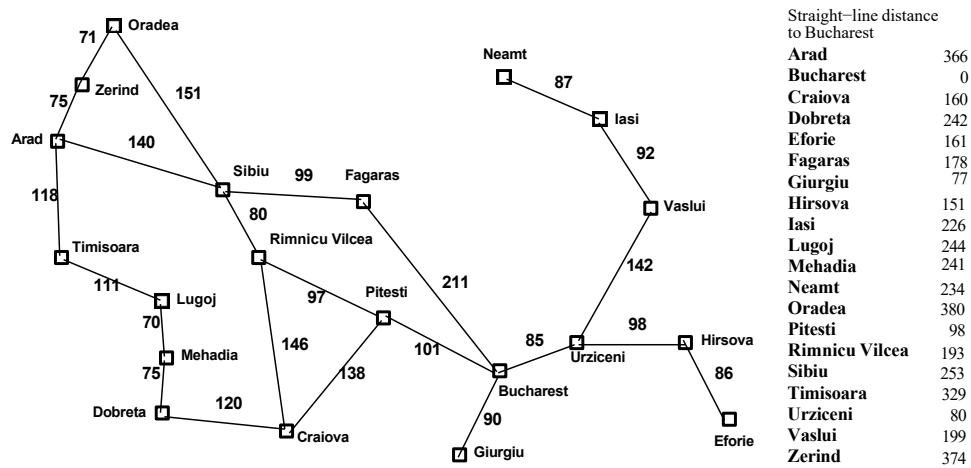 Oradea
71
Zerind
75
151
Arad
140
118
Sibiu
99
Fagaras
80
Timisoara
Rimnicu Vilcea
111
Lugoj
97
Pitesti
211
70
Mehadia
146
101
75
138
Dobreta
120
Craiova
Neamt
87
Iasi
92
Vaslui
142
85
98
Hirsova
Urziceni
86
Bucharest
90
Giurgiu
Eforie
Straight−line distance
to Bucharest
Arad 366
Bucharest 0
Craiova 160
Dobreta 242
Eforie 161
Fagaras 178
Giurgiu 77
Hirsova 151
Iasi 226
Lugoj 244
Mehadia 241
Neamt 234
Oradea 380
Pitesti 98
Rimnicu Vilcea 193
Sibiu 253
Timisoara 329
Urziceni 80
Vaslui 199
Zerind 374